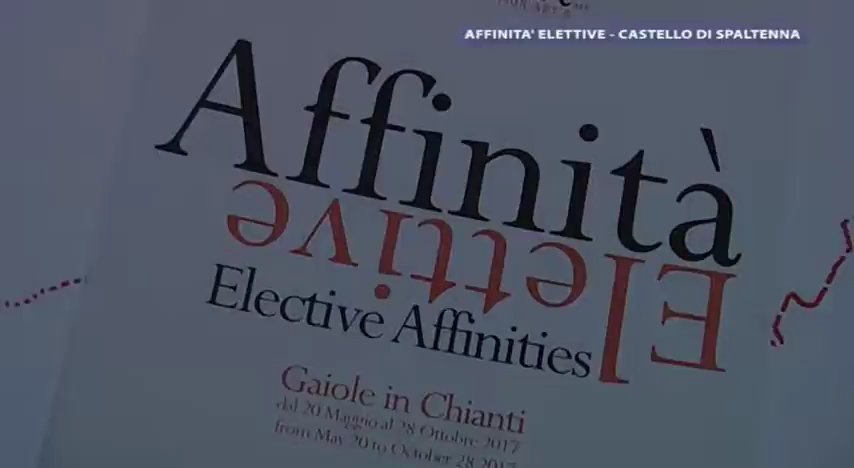 AFFINITA' ELETTIVE - CASTELLO DI SPALTENNA
Affinità
Elettive
Elective Affinities
Gaiole in Chianti
dal 20 Maggio al 28 Ottobre 2017
from May 20 to October 28 2017